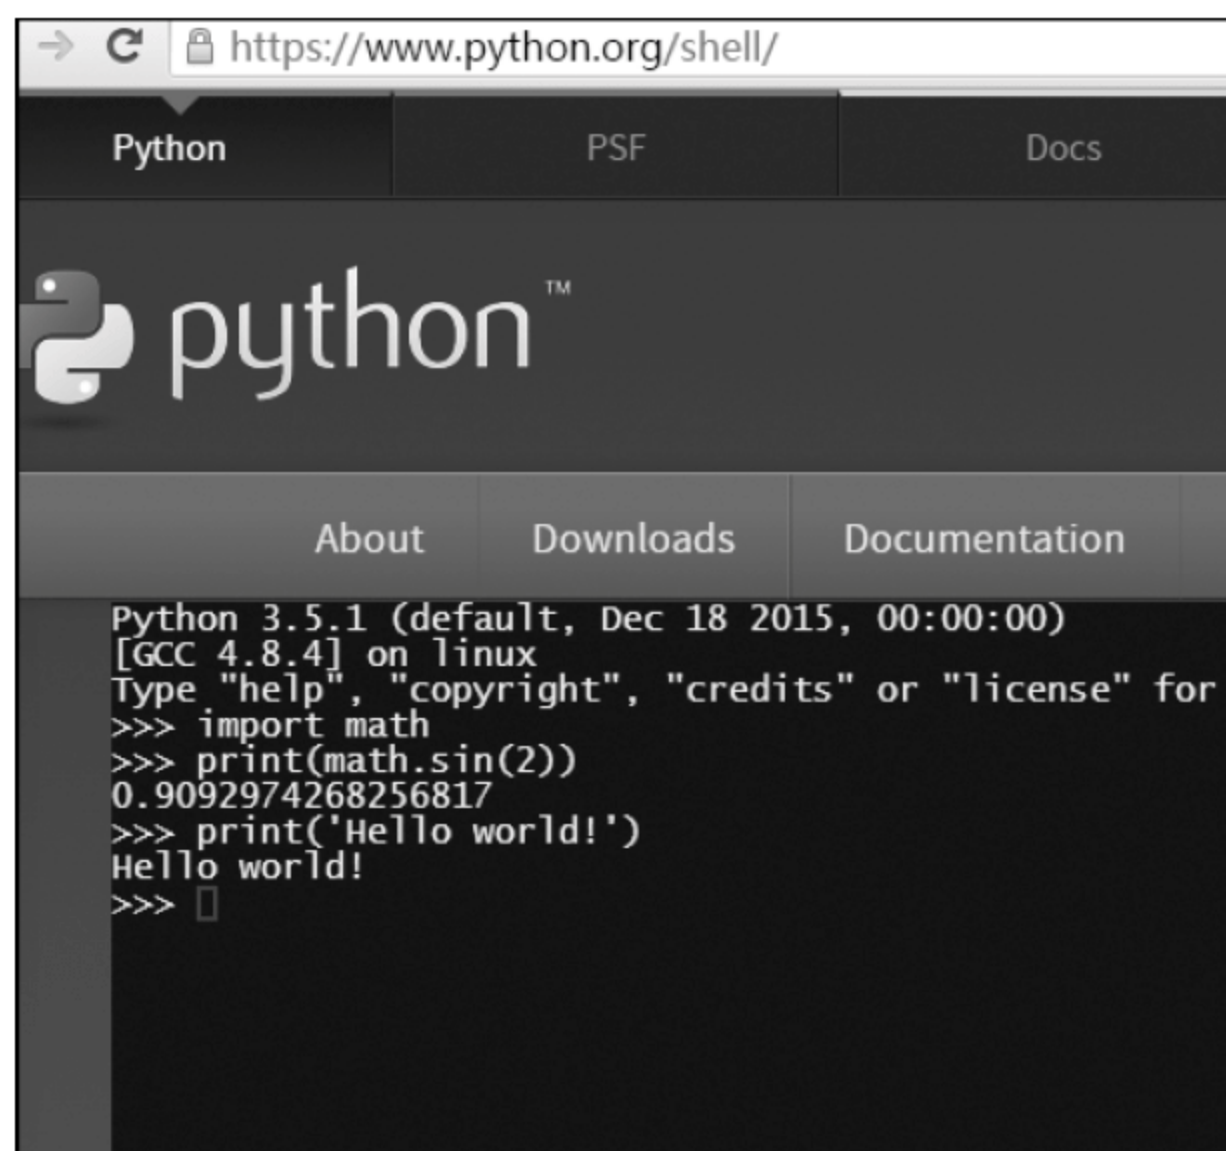 https://www.python.org/shell/
Python PSF Docs
python™
About Downloads Documentation
Python 3.5.1 (default, Dec 18 2015, 00:00:00)
[GCC 4.8.4] on linux
Type "help", "copyright", "credits" or "license" for
>>> import math
>>> print(math.sin(2))
0.9092974268256817
>>> print('Hello world!')
Hello world!
>>>